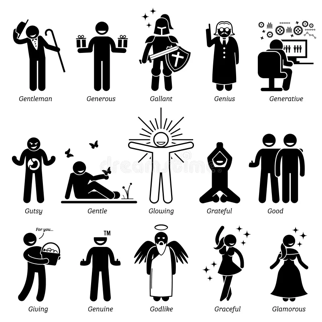 Gentleman Generous Gallant Genius Generative
Gutsy Gentle Glowing Grateful Good
For you...
TM
Giving Genuine Godlike Graceful Glamorous